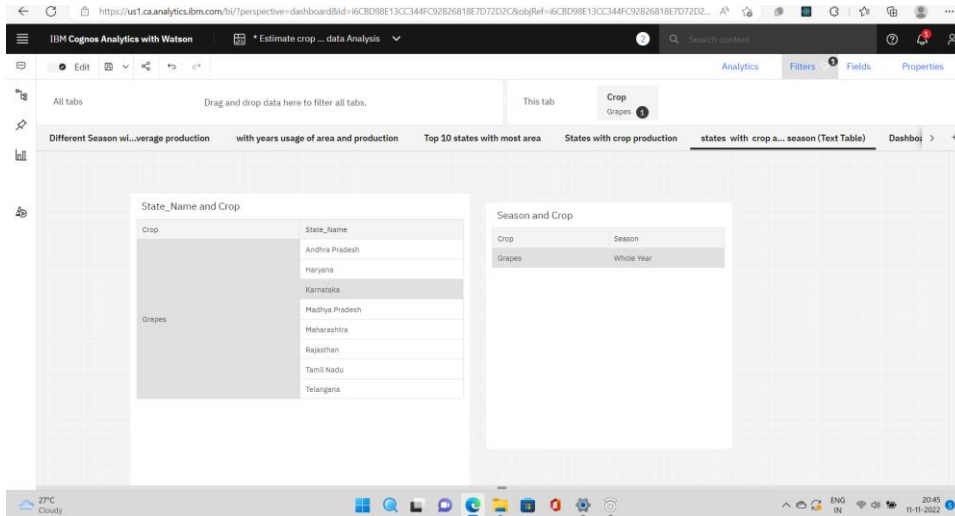 https://us1.ca.analytics.ibm.com/bi/?perspective=dashboard&id=i6CBD98E13CC344FC92B26818E7D72D2C&objRef=i6CBD98E13CC344FC92B26818E7D72D2...
IBM Cognos Analytics with Watson
* Estimate crop ... data Analysis
2
Search content
Edit
Analytics
Filters
1
Fields
Properties
All tabs
Drag and drop data here to filter all tabs.
This tab
Crop
Grapes 1
Different Season wi...verage production
with years usage of area and production
Top 10 states with most area
States with crop production
states with crop a... season (Text Table)
Dashboa
State_Name and Crop
Crop State_Name
Grapes
Andhra Pradesh
Haryana
Karnataka
Madhya Pradesh
Maharashtra
Rajasthan
Tamil Nadu
Telangana
Season and Crop
Crop Season
Grapes Whole Year
27°C
Cloudy
ENG
IN
20:45
11-11-2022